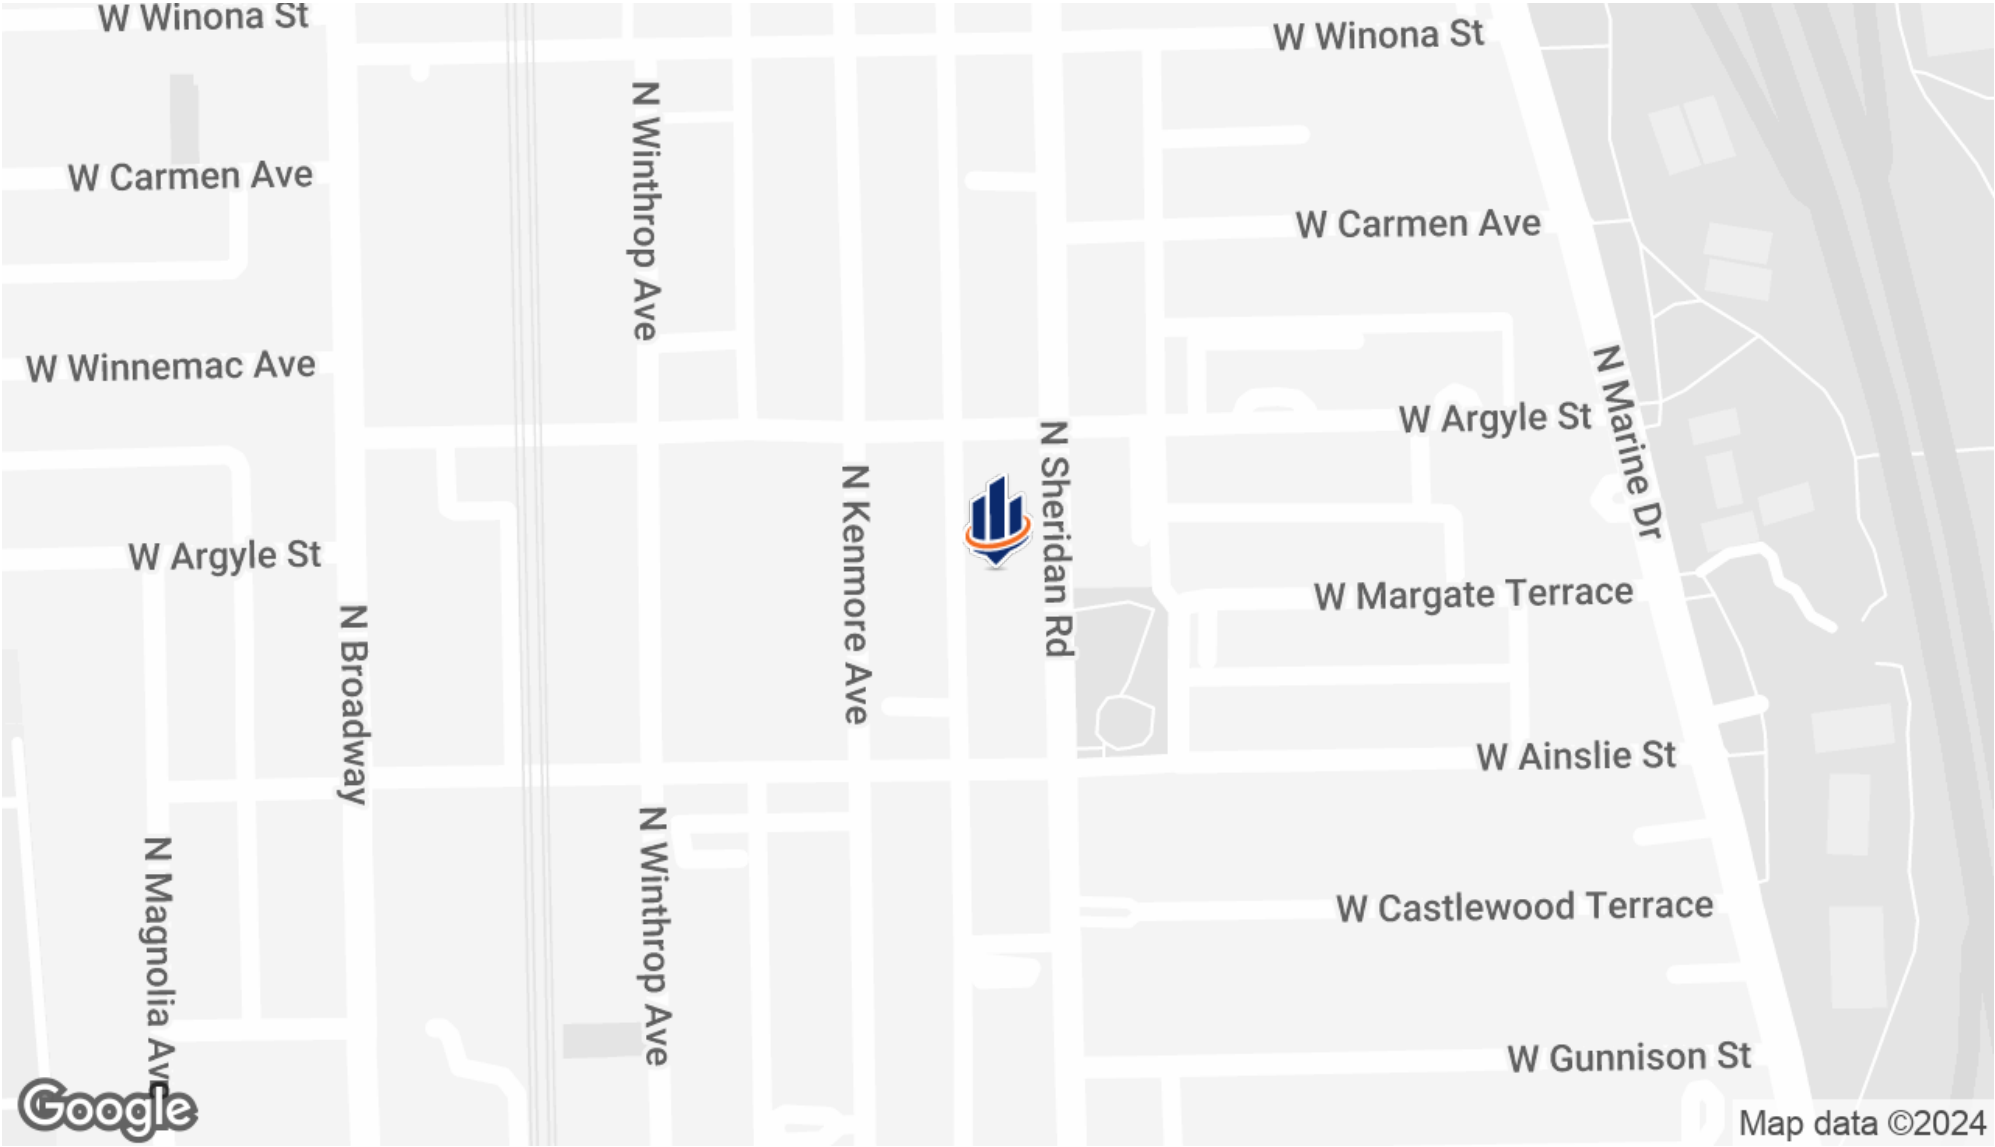 W Winona St
W Winona St
N Winthrop Ave
W Carmen Ave
W Carmen Ave
W Winnemac Ave
N Marine Dr
W Argyle St
N Sheridan Rd
N Kenmore Ave
W Argyle St
W Margate Terrace
N Broadway
W Ainslie St
N Winthrop Ave
N Magnolia Ave
W Castlewood Terrace
W Gunnison St
Google
Map data ©2024